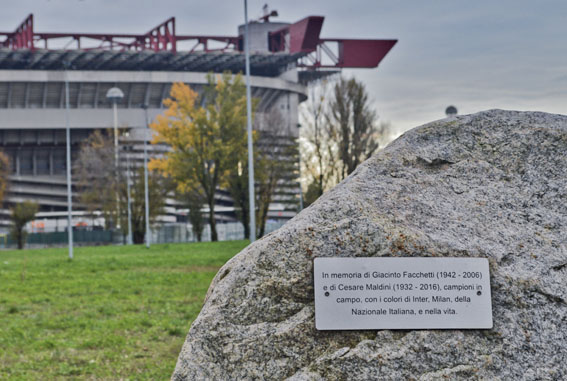 In memoria di Giacinto Facchetti (1942 - 2006)
e di Cesare Maldini (1932 - 2016), campioni in
campo, con i colori di Inter, Milan, della
Nazionale Italiana, e nella vita.